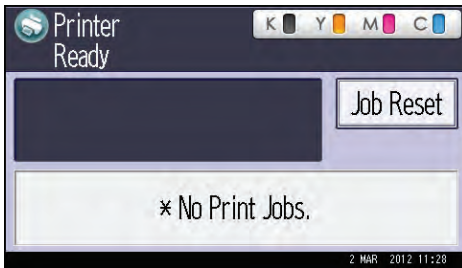 Printer
Ready
K Y M C
Job Reset
* No Print Jobs.
2 MAR 2012 11:28